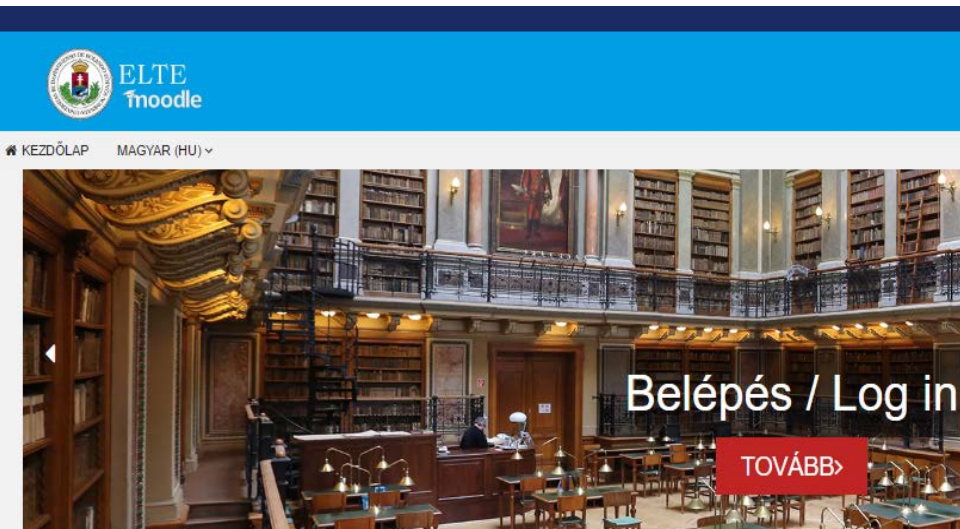 ELTE
moodle
KEZDŐLAP MAGYAR (HU)
Belépés / Log in
TOVÁBB>